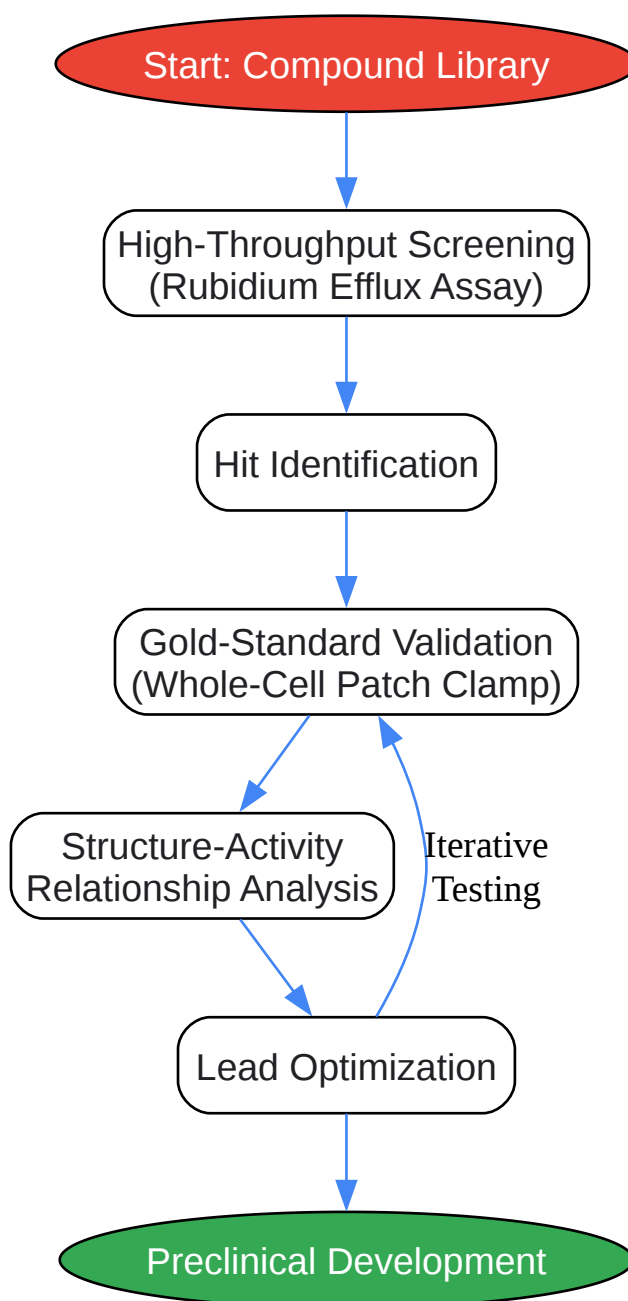 Start: Compound Library
High-Throughput Screening
(Rubidium Efflux Assay)
Hit Identification
Gold-Standard Validation
(Whole-Cell Patch Clamp)
Structure-Activity
Relationship Analysis
Iterative
Testing
Lead Optimization
Preclinical Development